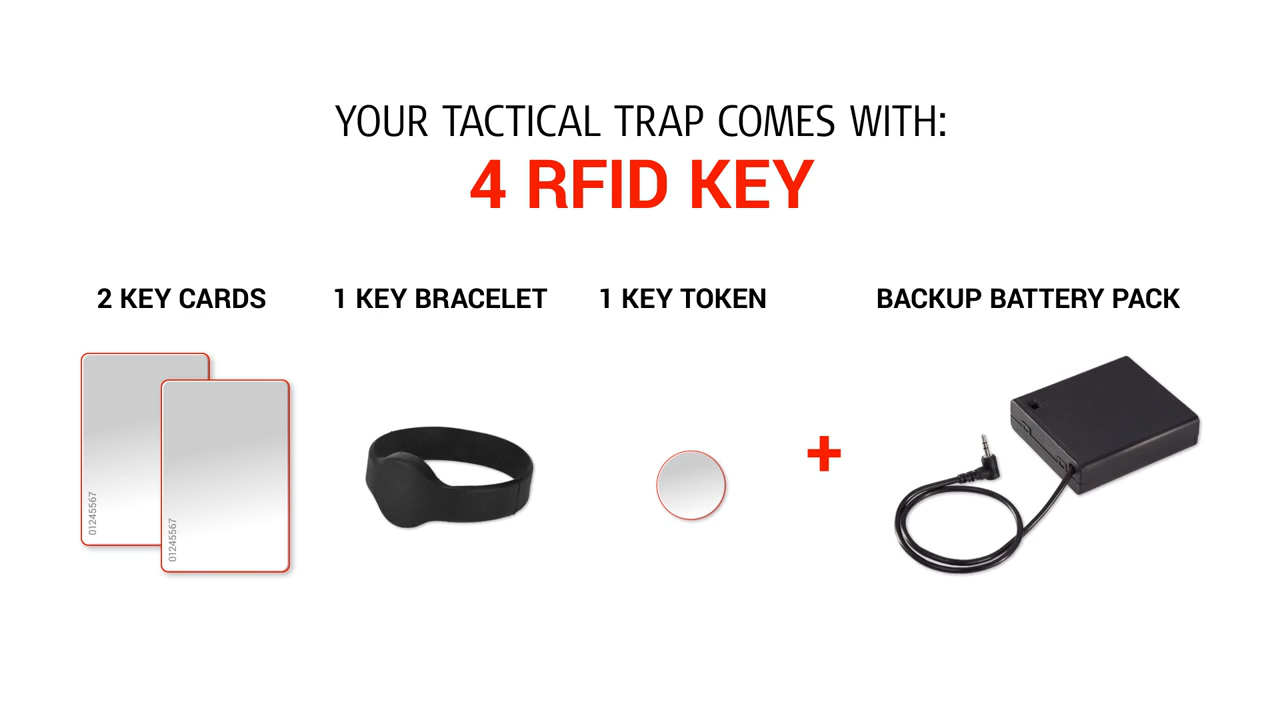 YOUR TACTICAL TRAP COMES WITH:
4 RFID KEY
2 KEY CARDS
1 KEY BRACELET
1 KEY TOKEN
BACKUP BATTERY PACK
01245567
01245567
+